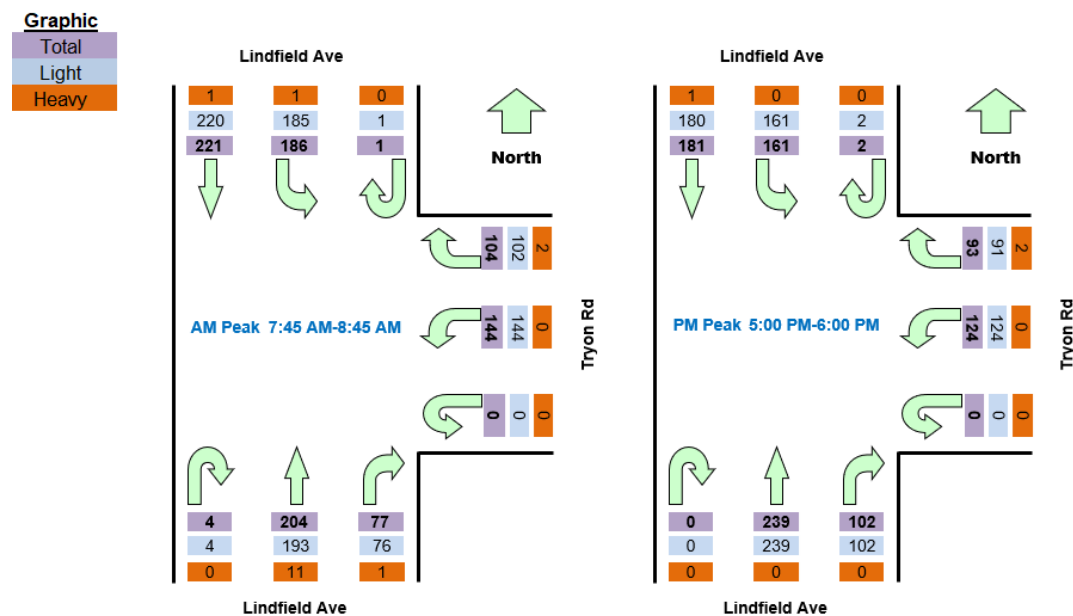 Graphic
Total
Light
Heavy
Lindfield Ave
1 1 0
220 185 1
221 186 1
North
104 102 2
AM Peak 7:45 AM-8:45 AM
144 144 0
Tryon Rd
0 0 0
4 204 77
4 193 76
0 11 1
Lindfield Ave
Lindfield Ave
1 0 0
180 161 2
181 161 2
North
93 91 2
PM Peak 5:00 PM-6:00 PM
124 124 0
Tryon Rd
0 0 0
0 239 102
0 239 102
0 0 0
Lindfield Ave